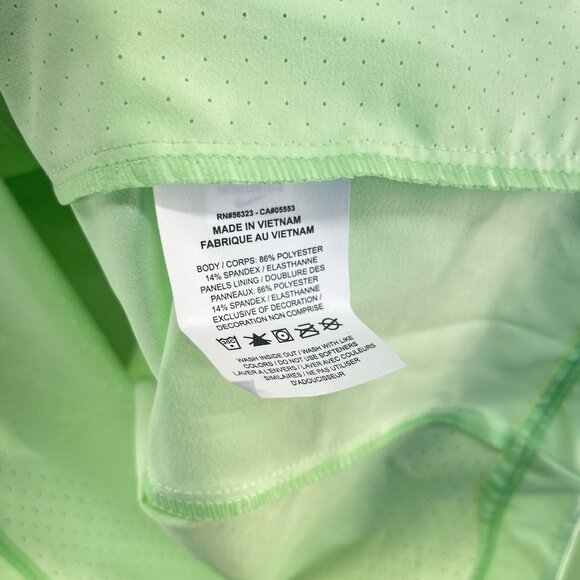 RN#56323 - CA#05553
MADE IN VIETNAM
FABRIQUE AU VIETNAM
BODY / CORPS: 86% POLYESTER
14% SPANDEX / ELASTHANNE
PANELS LINING / DOUBLURE DES
PANNEAUX: 86% POLYESTER
14% SPANDEX / ELASTHANNE
EXCLUSIVE OF DECORATION /
DECORATION NON COMPRISE
WASH INSIDE OUT / WASH WITH LIKE
COLORS / DO NOT USE SOFTENERS
LAVER A L'ENVERS / LAVER AVEC COULEURS
SIMILAIRES / NE PAS UTILISER
D'ADOUCISSEUR